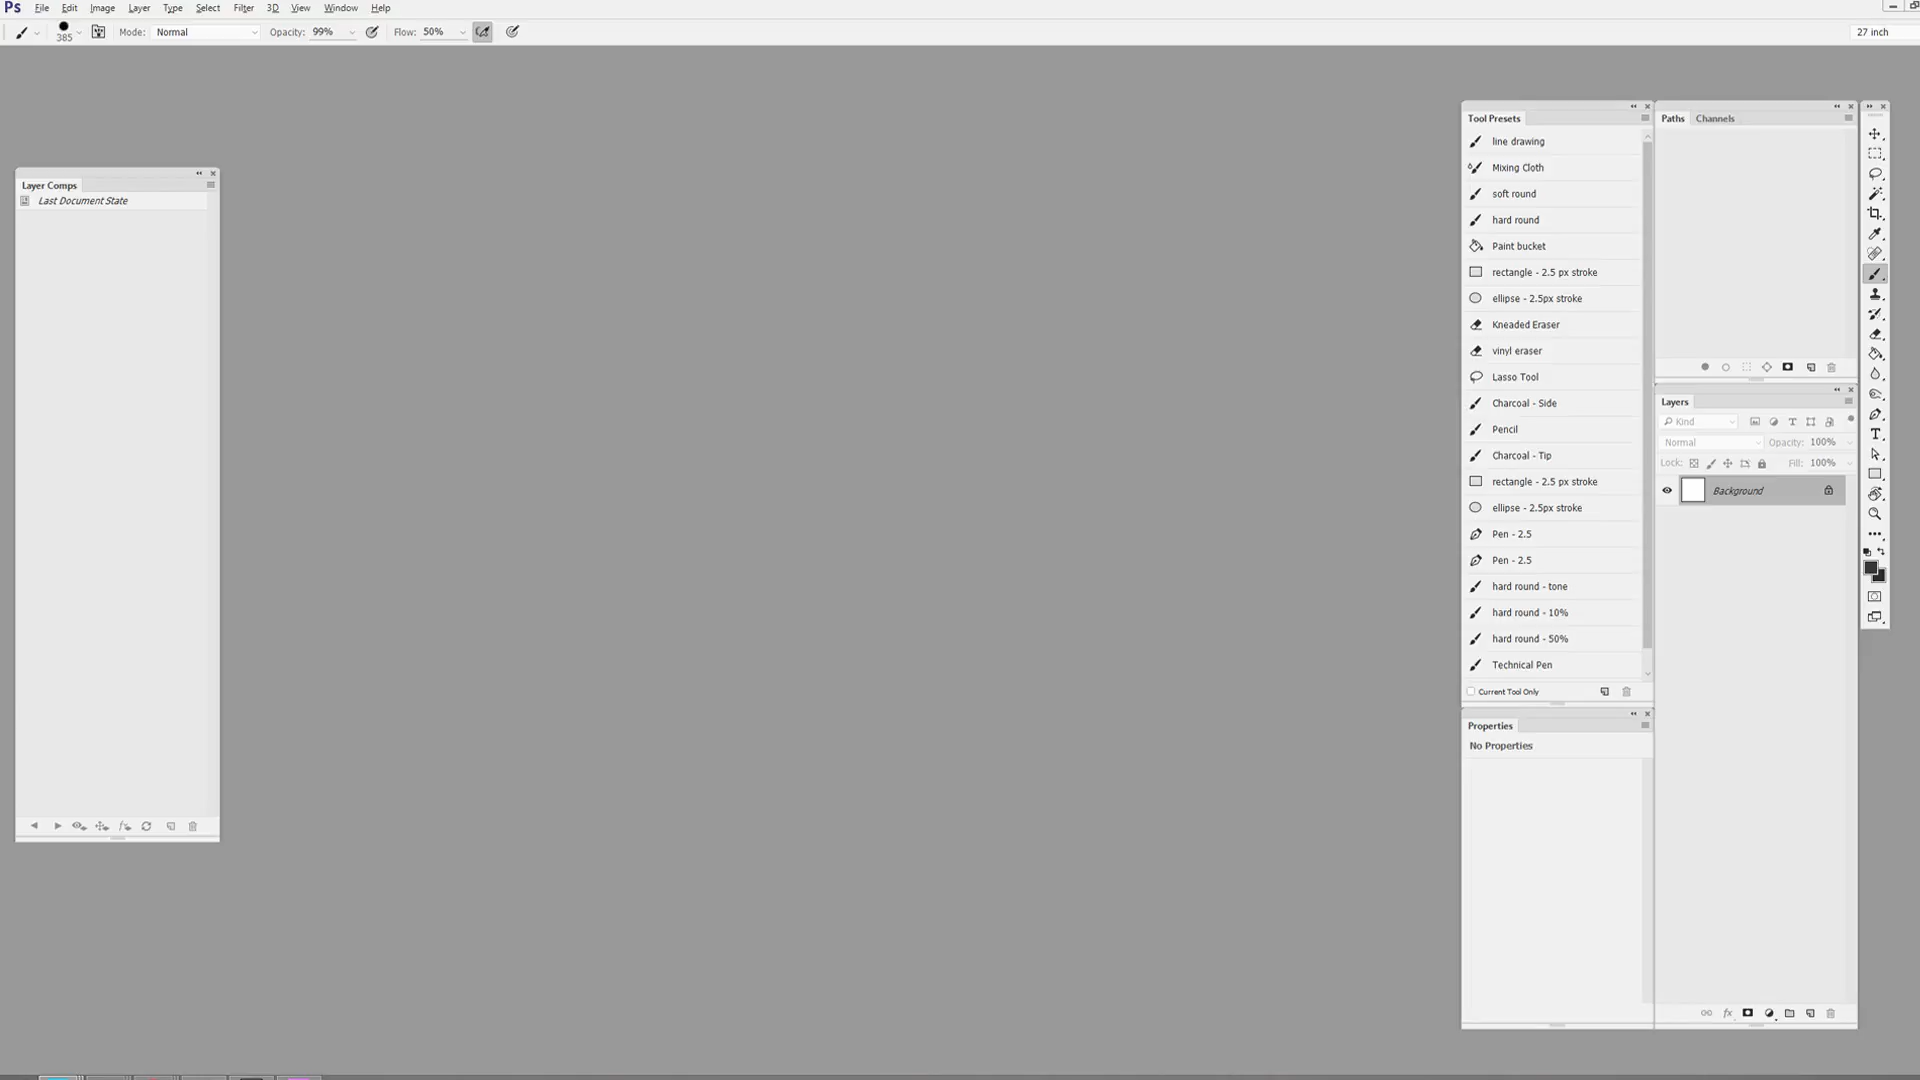 Ps File Edit Image Layer Type Select Filter 3D View Window Help
385 Mode: Normal Opacity: 99% Flow: 50% 27 inch
Layer Comps
Last Document State
Tool Presets
line drawing
Mixing Cloth
soft round
hard round
Paint bucket
rectangle - 2.5 px stroke
ellipse - 2.5px stroke
Kneaded Eraser
vinyl eraser
Lasso Tool
Charcoal - Side
Pencil
Charcoal - Tip
rectangle - 2.5 px stroke
ellipse - 2.5px stroke
Pen - 2.5
Pen - 2.5
hard round - tone
hard round - 10%
hard round - 50%
Technical Pen
Current Tool Only
Properties
No Properties
Paths Channels
Layers
Kind
Normal Opacity: 100%
Lock: Fill: 100%
Background